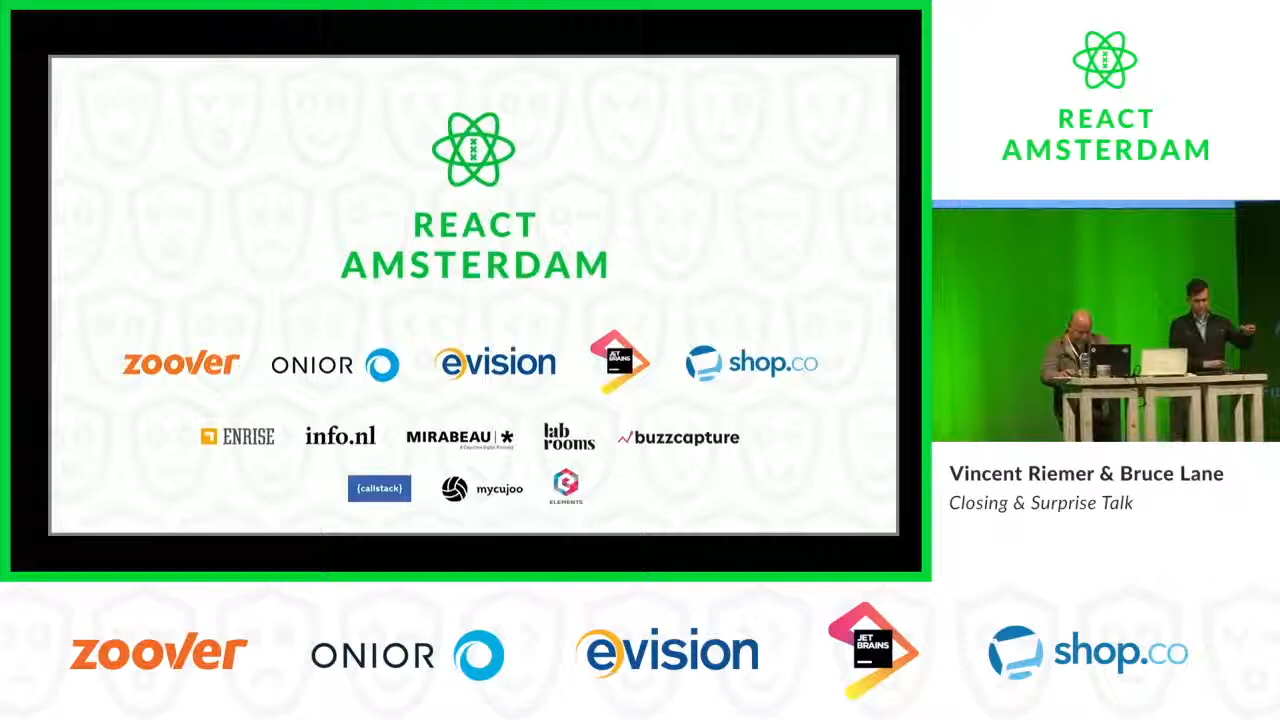 REACT
AMSTERDAM
zoover
ONIOR
evision
JET
BRAINS
shop.co
ENRISE
info.nl
MIRABEAU
lab
rooms
buzzcapture
{callstack}
mycujoo
ELEMENTS
REACT
AMSTERDAM
Vincent Riemer & Bruce Lane
Closing & Surprise Talk
zoover
ONIOR
evision
JET
BRAINS
shop.co